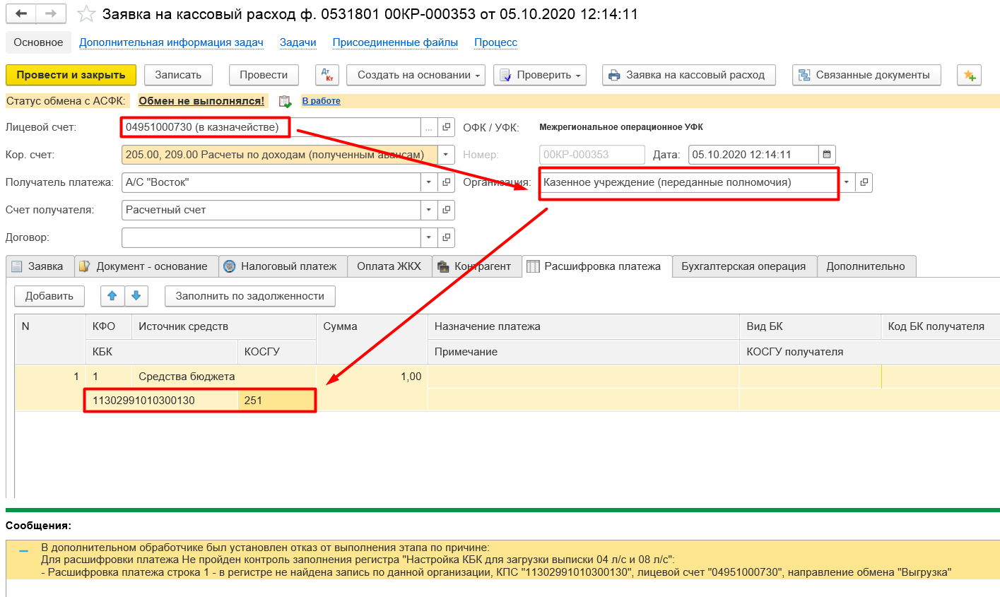 Заявка на кассовый расход ф. 0531801 00КР-000353 от 05.10.2020 12:14:11
Основное Дополнительная информация задач Задачи Присоединенные файлы Процесс
Провести и закрыть Записать Провести Дт Кт Создать на основании Проверить Заявка на кассовый расход Связанные документы
Статус обмена с АСФК: Обмен не выполнялся! В работе
Лицевой счет: 04951000730 (в казначействе) ... ОФК / УФК: Межрегиональное операционное УФК
Кор. счет: 205.00, 209.00 Расчеты по доходам (полученным авансам) Номер: 00КР-000353 Дата: 05.10.2020 12:14:11
Получатель платежа: А/С "Восток" Организация: Казенное учреждение (переданные полномочия)
Счет получателя: Расчетный счет
Договор:
Заявка Документ - основание Налоговый платеж Оплата ЖКХ Контрагент Расшифровка платежа Бухгалтерская операция Дополнительно
Добавить Заполнить по задолженности
N КФО Источник средств Сумма Назначение платежа Вид БК Код БК получателя
КБК КОСГУ Примечание КОСГУ получателя
1 1 Средства бюджета 1,00
11302991010300130 251
Сообщения:
В дополнительном обработчике был установлен отказ от выполнения этапа по причине:
Для расшифровки платежа Не пройден контроль заполнения регистра "Настройка КБК для загрузки выписки 04 л/с и 08 л/с":
- Расшифровка платежа строка 1 - в регистре не найдена запись по данной организации, КПС "11302991010300130", лицевой счет "04951000730", направление обмена "Выгрузка"